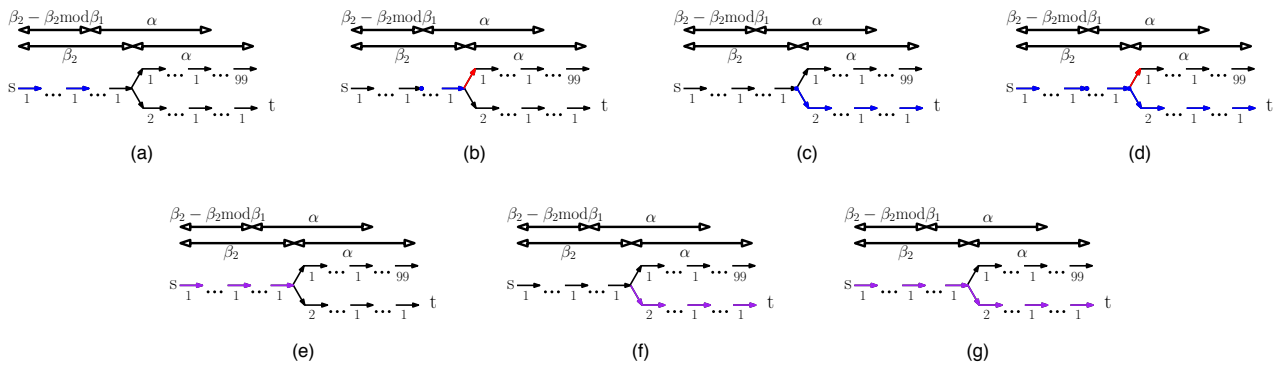 β₂ − β₂modβ₁ α β₂ − β₂modβ₁ α β₂ − β₂modβ₁ α β₂ − β₂modβ₁ α
β₂ α β₂ α β₂ α β₂ α
1 ... 1 ... 99 1 ... 1 ... 99 1 ... 1 ... 99 1 ... 1 ... 99
s 1 ... 1 ... 1 s 1 ... 1 s 1 ... 1 ... 1 s 1 ... 1 ... 1
2 ... 1 ... 1 t 2 ... 1 ... 1 t 2 ... 1 ... 1 t 2 ... 1 ... 1 t
(a) (b) (c) (d)
β₂ − β₂modβ₁ α β₂ − β₂modβ₁ α β₂ − β₂modβ₁ α
β₂ α β₂ α β₂ α
1 ... 1 ... 99 1 ... 1 ... 99 1 ... 1 ... 99
s 1 ... 1 ... 1 s 1 ... 1 ... 1 s 1 ... 1 ... 1
2 ... 1 ... 1 t 2 ... 1 ... 1 t 2 ... 1 ... 1 t
(e) (f) (g)